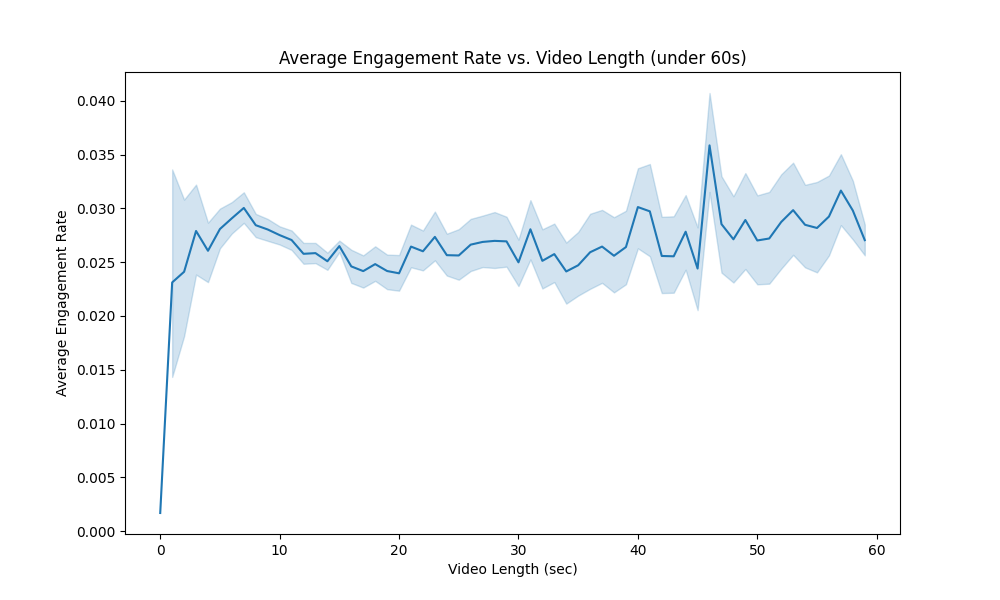 Average Engagement Rate vs. Video Length (under 60s)
Average Engagement Rate
0.040
0.035
0.030
0.025
0.020
0.015
0.010
0.005
0.000
0 10 20 30 40 50 60
Video Length (sec)